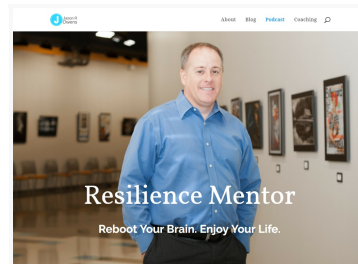 Jason R
Owens
About Blog Podcast Coaching
Resilience Mentor
Reboot Your Brain. Enjoy Your Life.